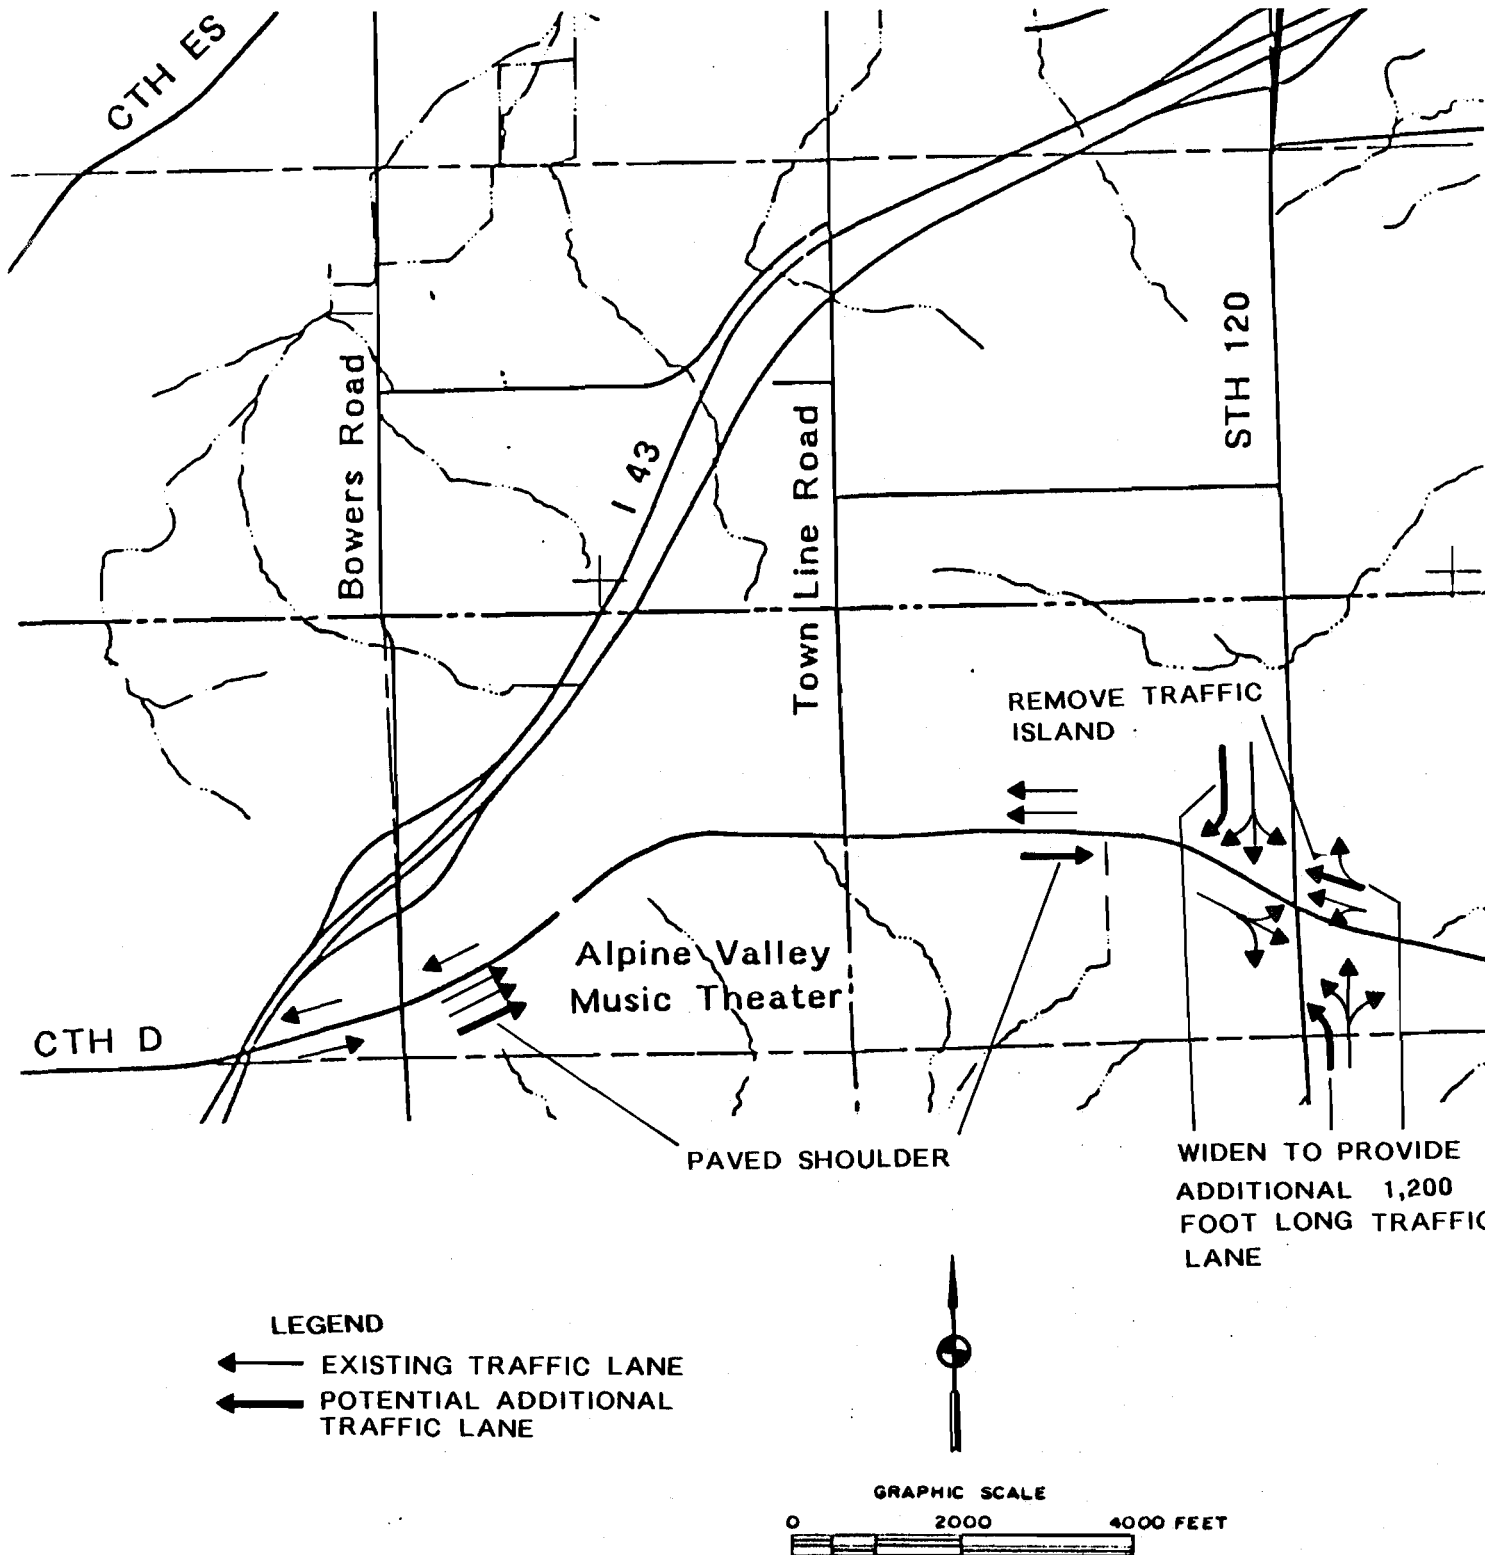 CTH ES
STH 120
Bowers Road
I 43
Town Line Road
REMOVE TRAFFIC
ISLAND
Alpine Valley
Music Theater
CTH D
PAVED SHOULDER
WIDEN TO PROVIDE
ADDITIONAL 1,200
FOOT LONG TRAFFIC
LANE
LEGEND
EXISTING TRAFFIC LANE
POTENTIAL ADDITIONAL
TRAFFIC LANE
GRAPHIC SCALE
0 2000 4000 FEET